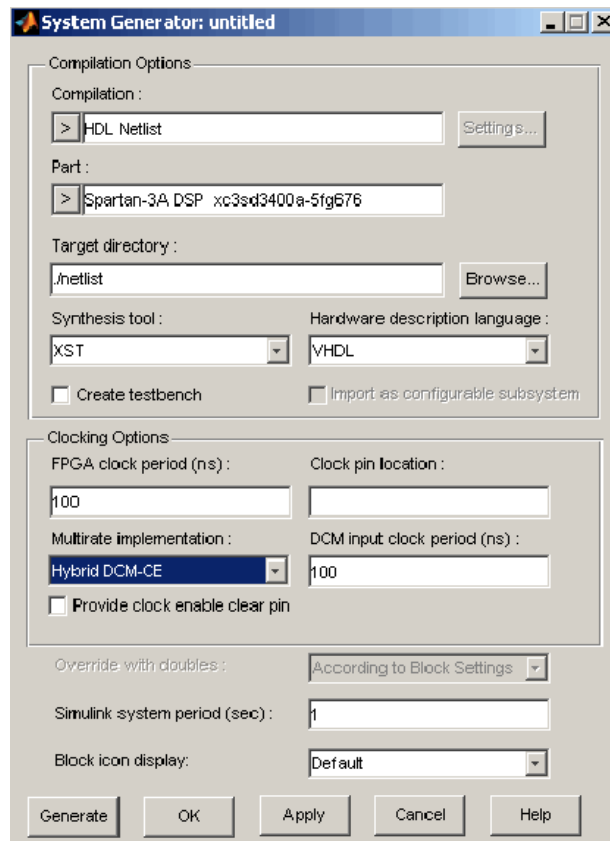 System Generator: untitled
Compilation Options
Compilation :
> HDL Netlist Settings...
Part :
> Spartan-3A DSP xc3sd3400a-5fg676
Target directory :
./netlist Browse...
Synthesis tool : Hardware description language :
XST VHDL
Create testbench Import as configurable subsystem
Clocking Options
FPGA clock period (ns) : Clock pin location :
100
Multirate implementation : DCM input clock period (ns) :
Hybrid DCM-CE 100
Provide clock enable clear pin
Override with doubles : According to Block Settings
Simulink system period (sec) : 1
Block icon display: Default
Generate OK Apply Cancel Help